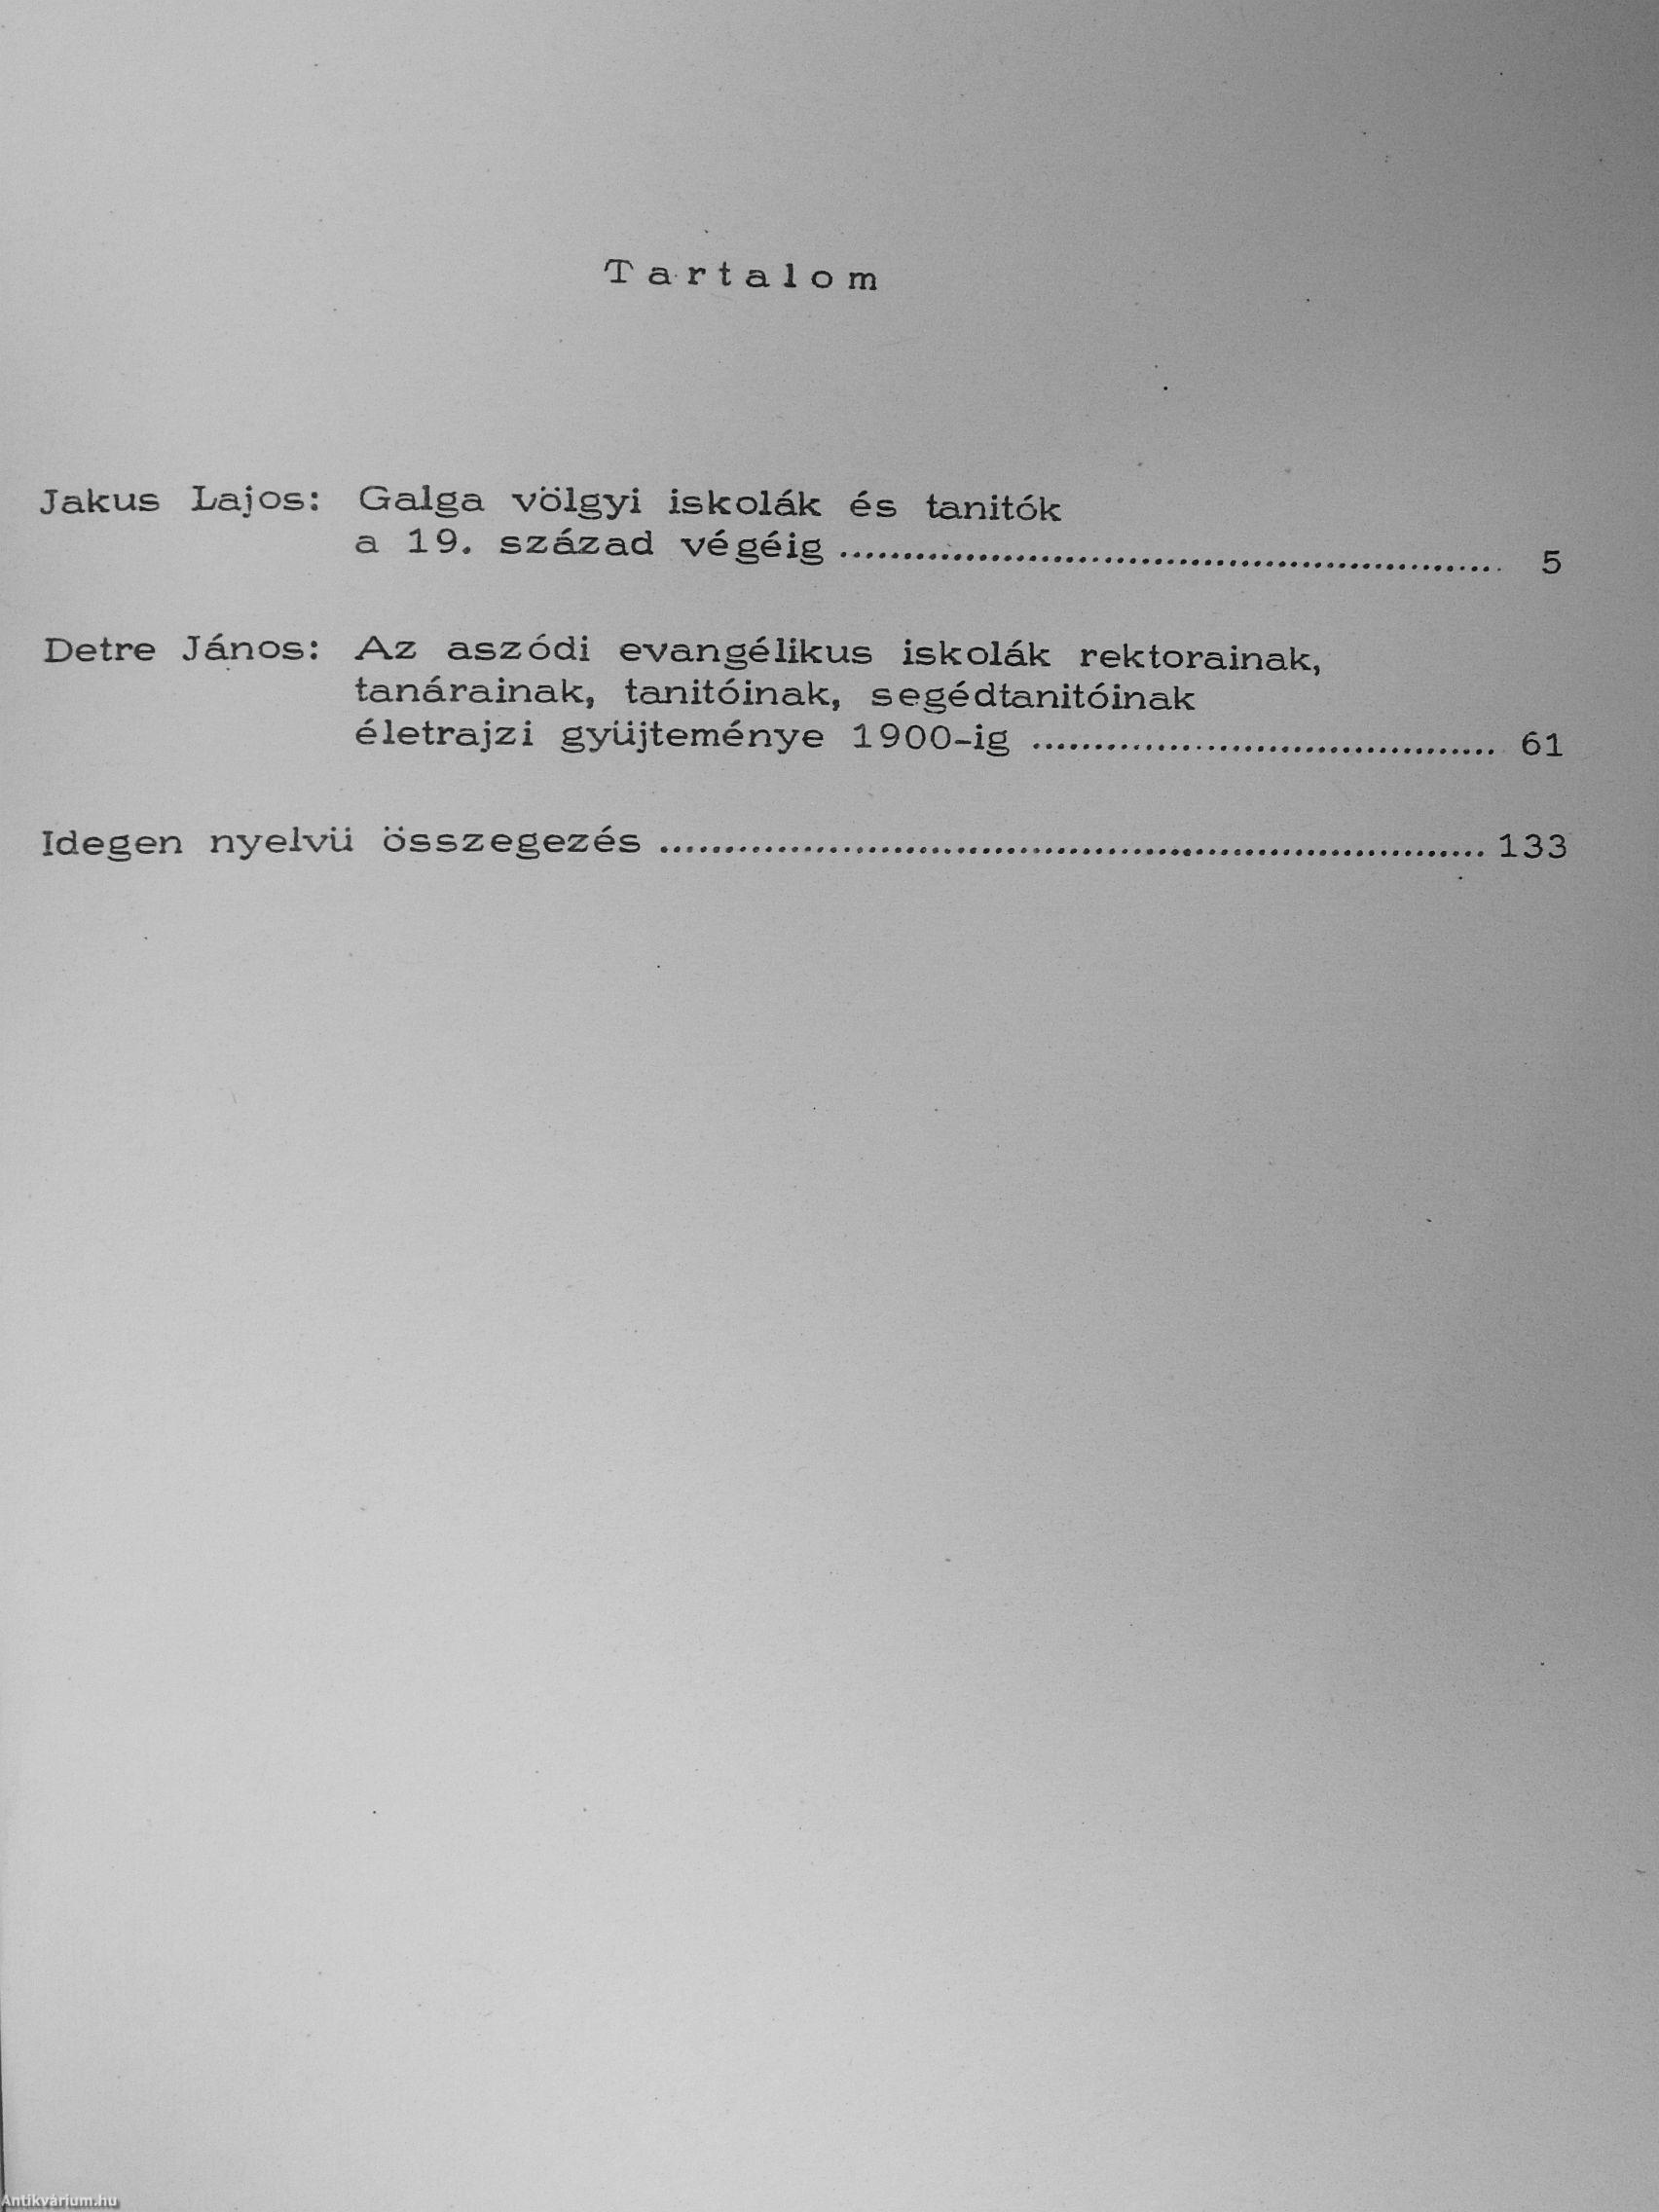 Tartalom
Jakus Lajos: Galga völgyi iskolák és tanitók
a 19. század végéig ........................................................ 5
Detre János: Az aszódi evangélikus iskolák rektorainak,
tanárainak, tanitóinak, segédtanitóinak
életrajzi gyüjteménye 1900-ig ....................................... 61
Idegen nyelvü összegezés ..................................................................... 133
Antikvárium.hu